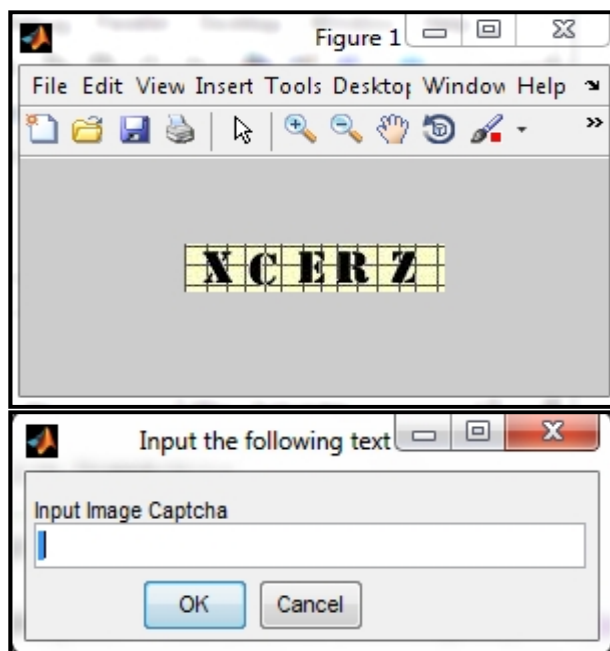 Figure 1
File Edit View Insert Tools Desktop Window Help
X C E R Z
Input the following text
Input Image Captcha
OK Cancel